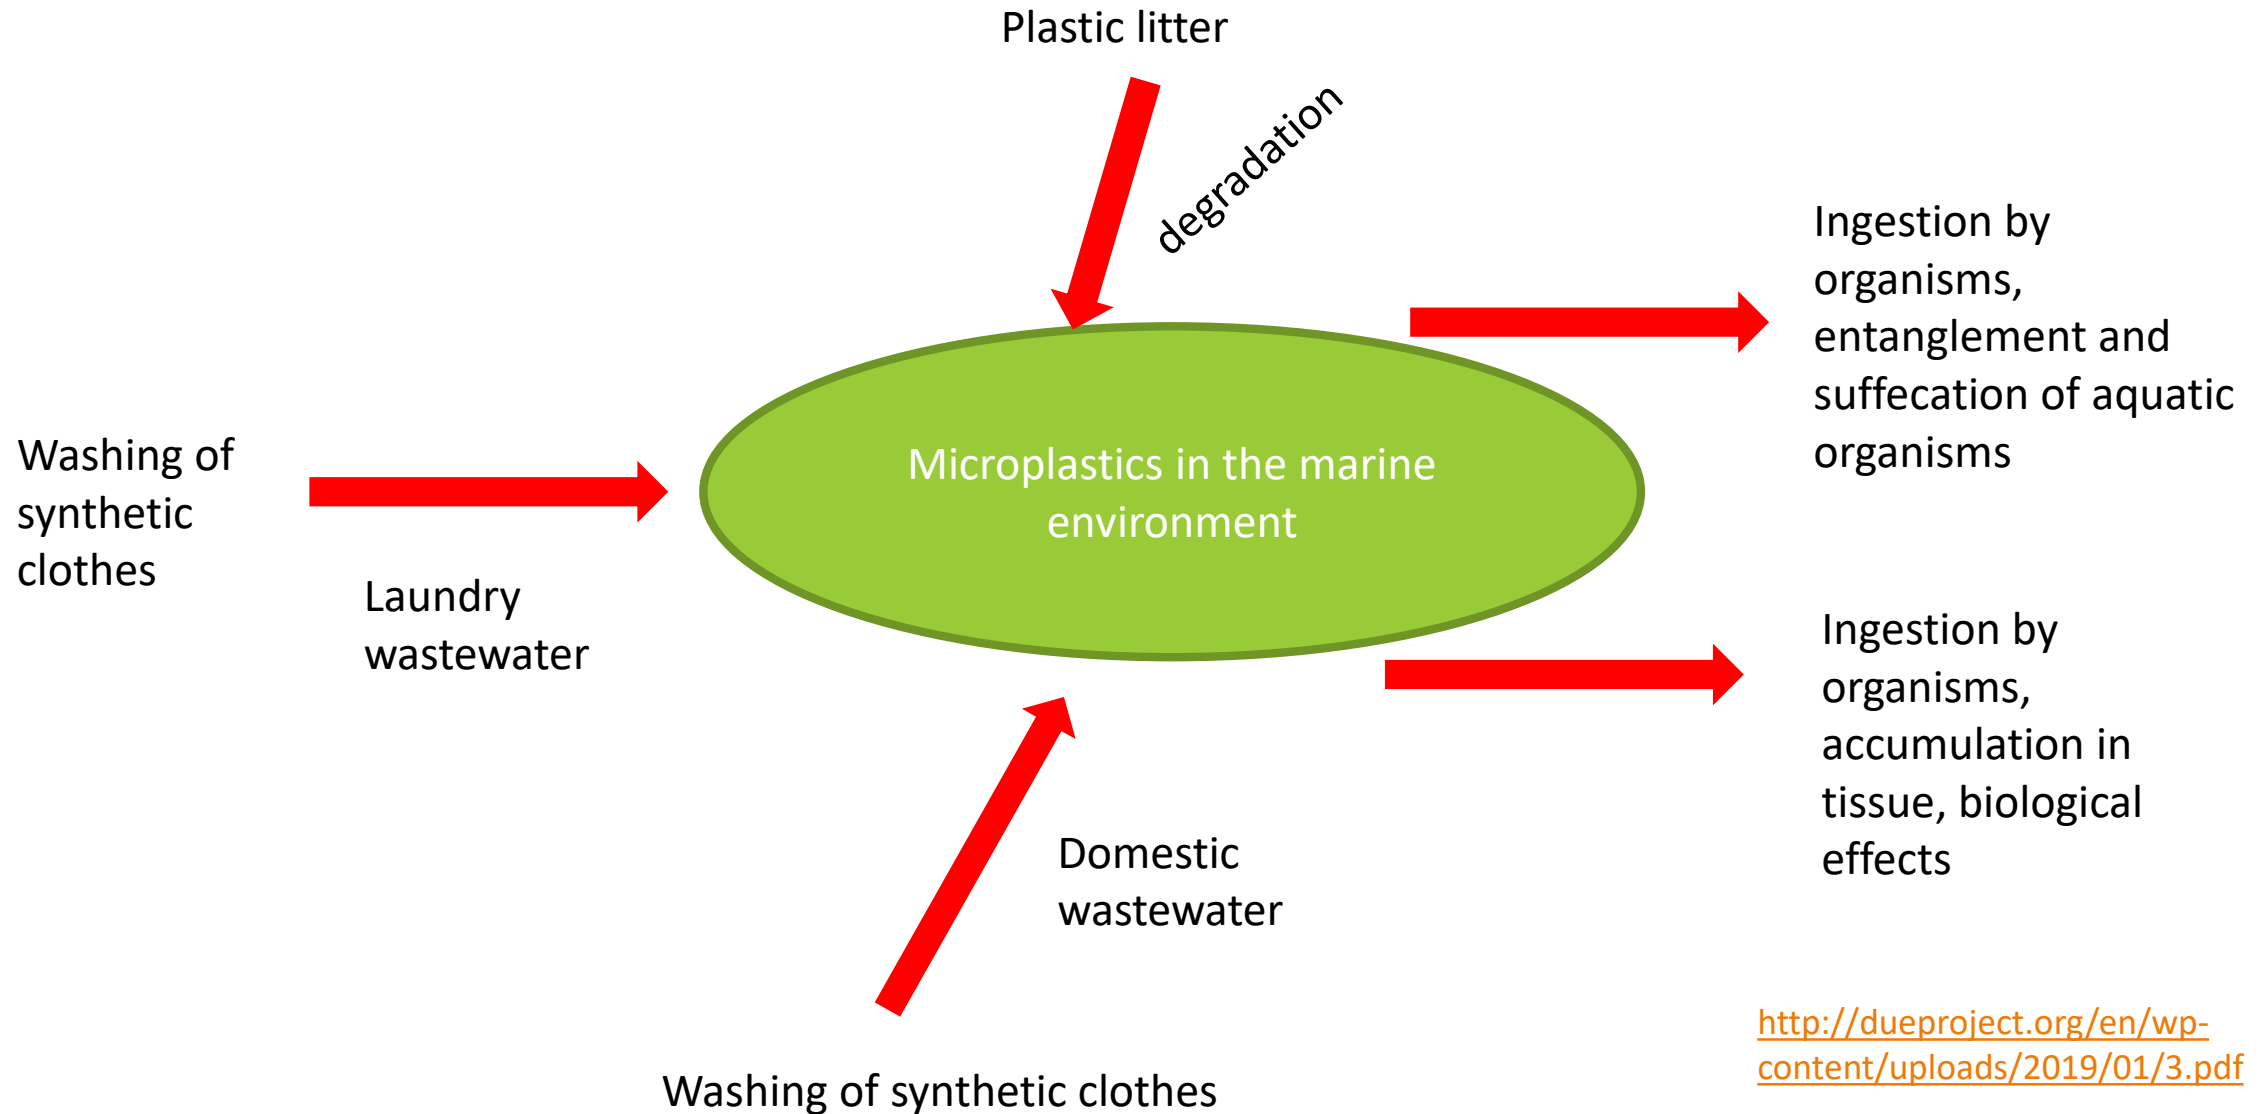 Plastic litter
degradation
Ingestion by
organisms,
entanglement and
suffecation of aquatic
organisms
Washing of
synthetic
clothes
Microplastics in the marine
environment
Laundry
wastewater
Ingestion by
organisms,
accumulation in
tissue, biological
effects
Domestic
wastewater
http://dueproject.org/en/wp-
content/uploads/2019/01/3.pdf
Washing of synthetic clothes